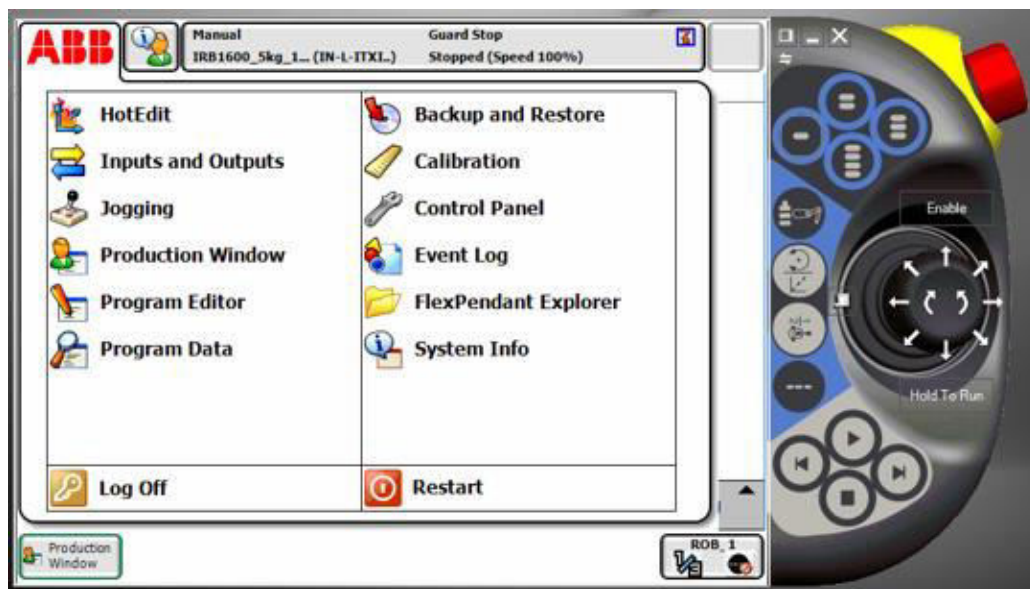 ABB
Manual
IRB1600_5kg_1... (IN-L-ITXI..)
Guard Stop
Stopped (Speed 100%)
HotEdit
Inputs and Outputs
Jogging
Production Window
Program Editor
Program Data
Backup and Restore
Calibration
Control Panel
Event Log
FlexPendant Explorer
System Info
Log Off
Restart
Production
Window
ROB_1
Enable
Hold To Run